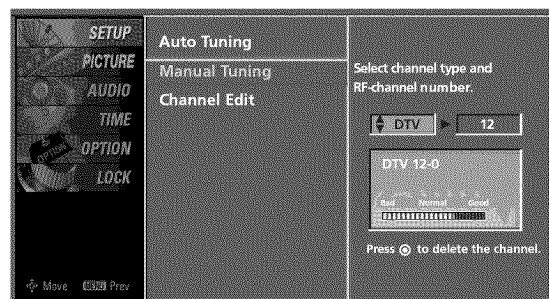 SETUP
PICTURE
AUDIO
TIME
OPTION
LOCK
Move MENU Prev
Auto Tuning
Manual Tuning
Channel Edit
Select channel type and
RF-channel number.
DTV 12
DTV 12-0
Bad Normal Good
Press to delete the channel.